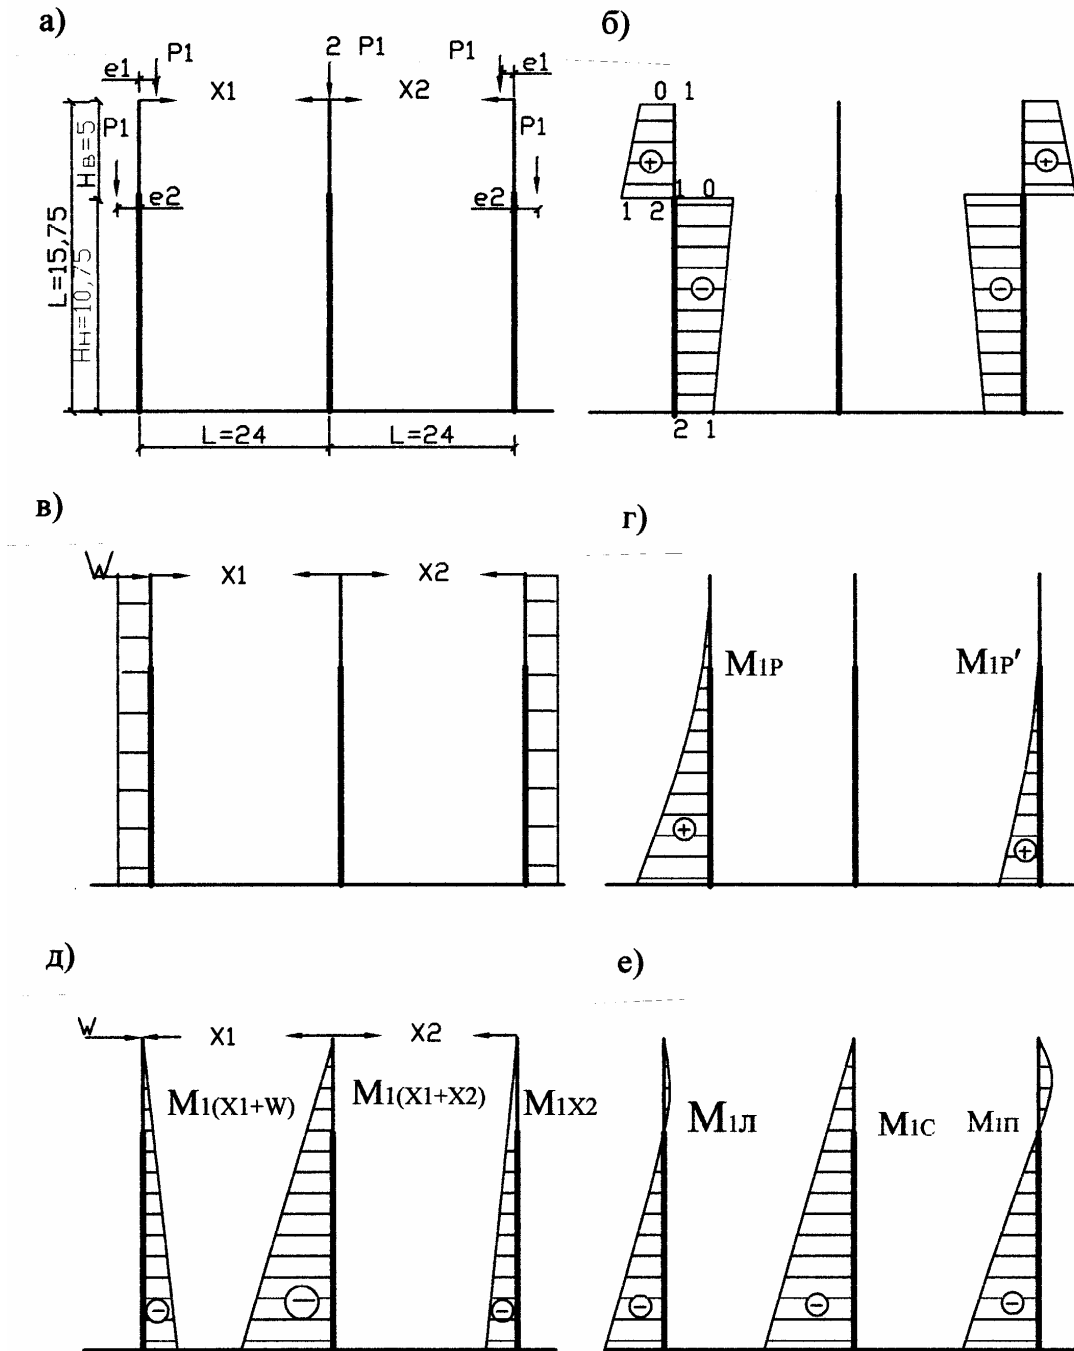 а)
б)
P1
2 P1
P1
e1
e1
X1
X2
0 1
P1
P1
Hв=5
e2
e2
1 0
1 2
+
+
L=15,75
Hн=10,75
-
-
L=24
L=24
2 1
в)
г)
W
X1
X2
M1P
M1P'
+
+
д)
е)
W
X1
X2
M1(X1+W)
M1(X1+X2)
M1X2
M1Л
M1С
M1П
-
-
-
-
-
-